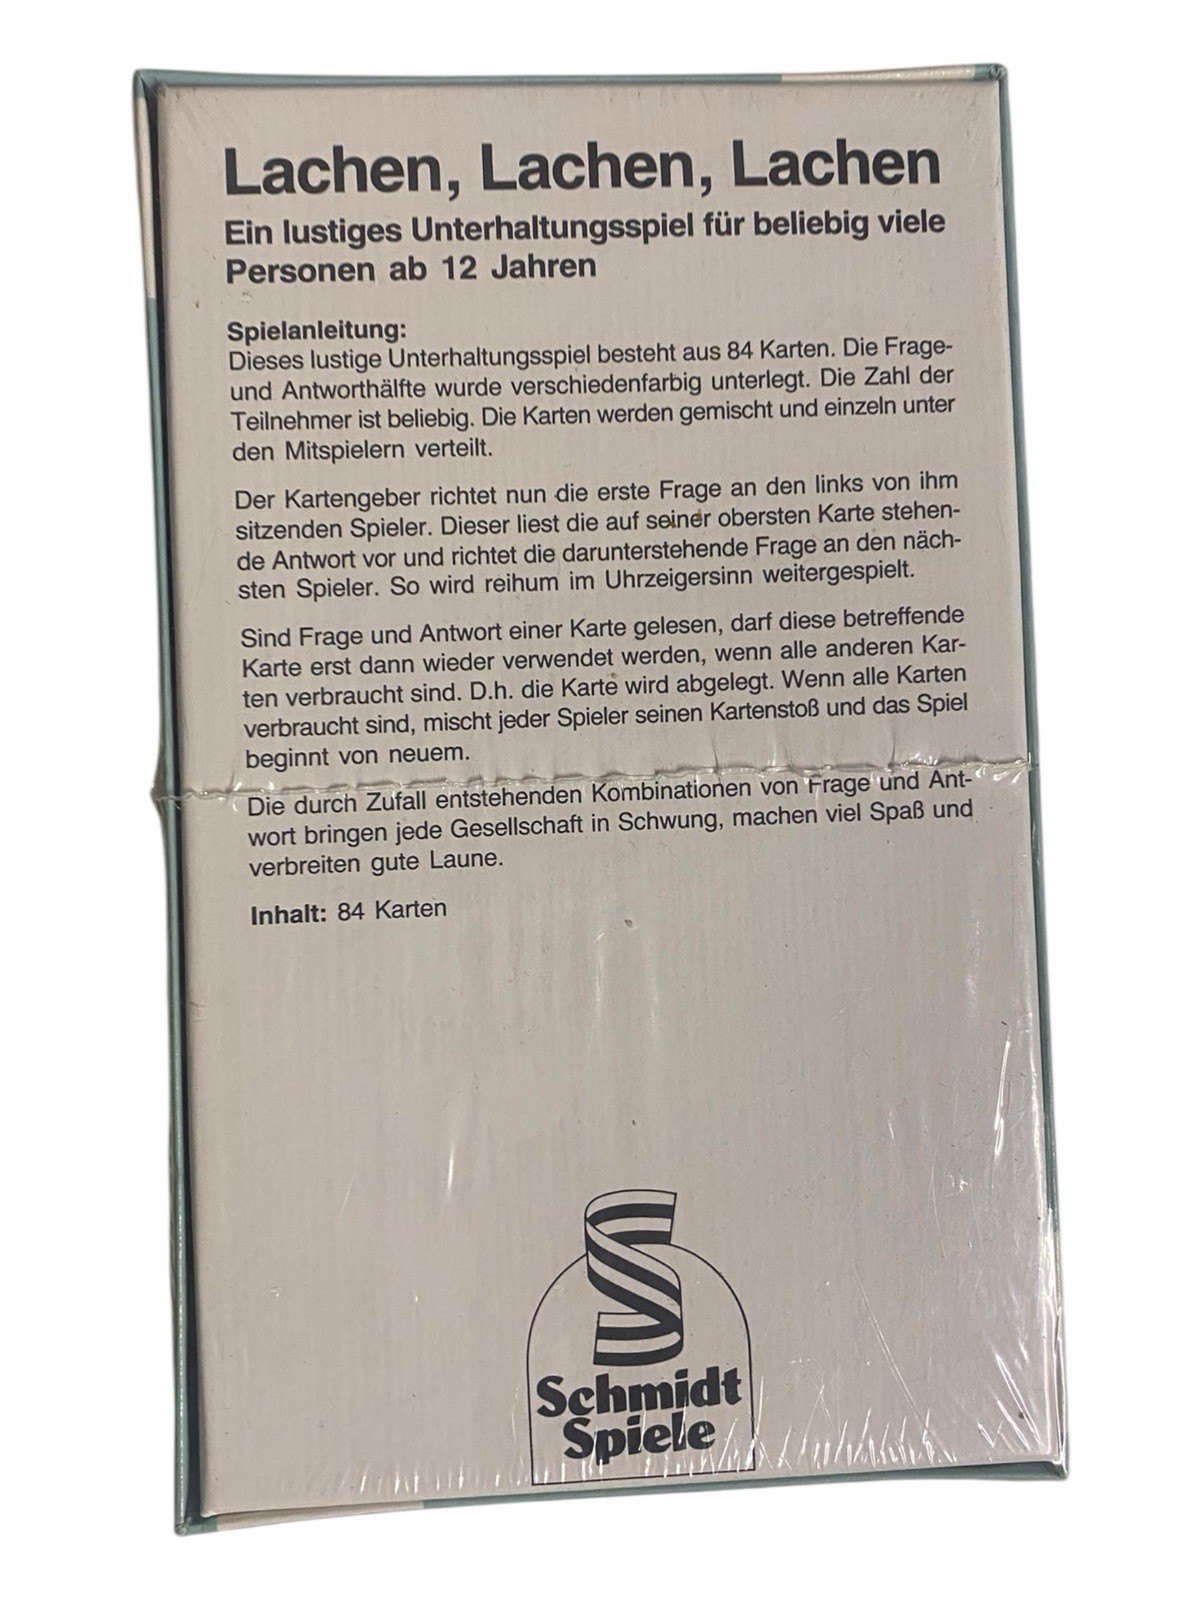 Lachen, Lachen, Lachen
Ein lustiges Unterhaltungsspiel für beliebig viele
Personen ab 12 Jahren
Spielanleitung:
Dieses lustige Unterhaltungsspiel besteht aus 84 Karten. Die Frage-
und Antworthälfte wurde verschiedenfarbig unterlegt. Die Zahl der
Teilnehmer ist beliebig. Die Karten werden gemischt und einzeln unter
den Mitspielern verteilt.
Der Kartengeber richtet nun die erste Frage an den links von ihm
sitzenden Spieler. Dieser liest die auf seiner obersten Karte stehen-
de Antwort vor und richtet die darunterstehende Frage an den näch-
sten Spieler. So wird reihum im Uhrzeigersinn weitergespielt.
Sind Frage und Antwort einer Karte gelesen, darf diese betreffende
Karte erst dann wieder verwendet werden, wenn alle anderen Kar-
ten verbraucht sind. D.h. die Karte wird abgelegt. Wenn alle Karten
verbraucht sind, mischt jeder Spieler seinen Kartenstoß und das Spiel
beginnt von neuem.
Die durch Zufall entstehenden Kombinationen von Frage und Ant-
wort bringen jede Gesellschaft in Schwung, machen viel Spaß und
verbreiten gute Laune.
Inhalt: 84 Karten
Schmidt
Spiele